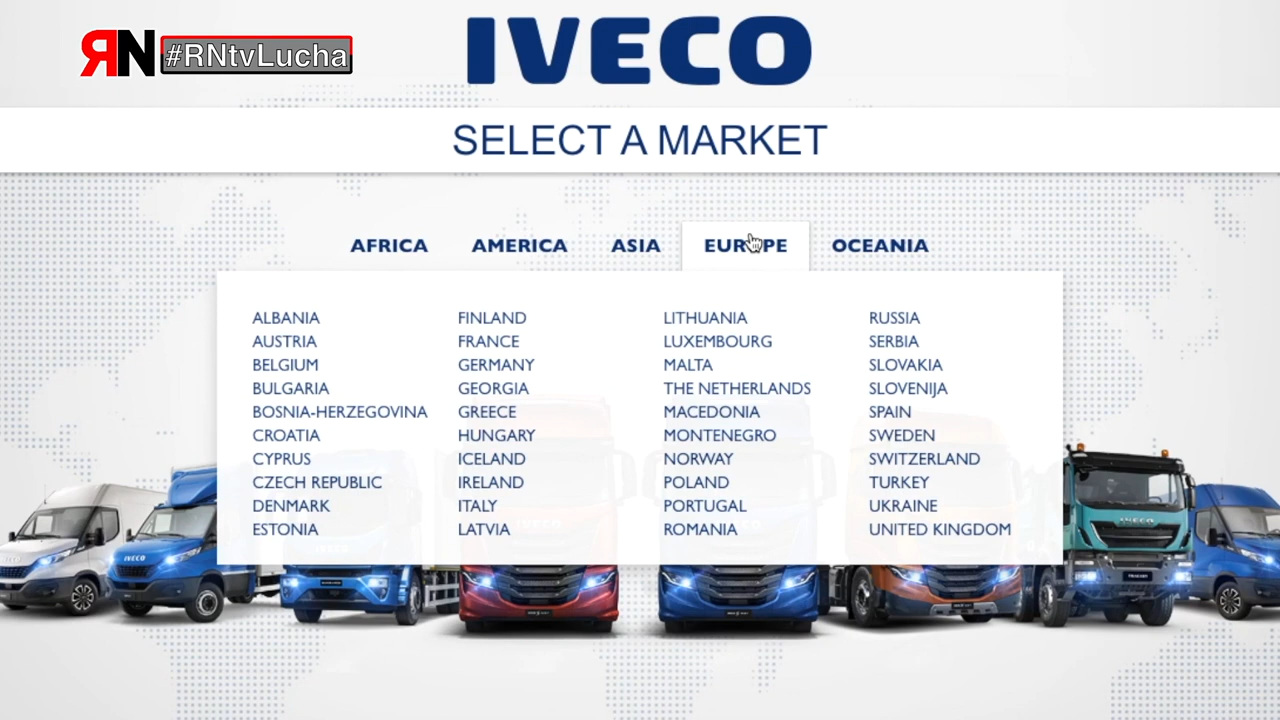 RN #RNtvLucha
IVECO
SELECT A MARKET
AFRICA AMERICA ASIA EUROPE OCEANIA
ALBANIA FINLAND LITHUANIA RUSSIA
AUSTRIA FRANCE LUXEMBOURG SERBIA
BELGIUM GERMANY MALTA SLOVAKIA
BULGARIA GEORGIA THE NETHERLANDS SLOVENIJA
BOSNIA-HERZEGOVINA GREECE MACEDONIA SPAIN
CROATIA HUNGARY MONTENEGRO SWEDEN
CYPRUS ICELAND NORWAY SWITZERLAND
CZECH REPUBLIC IRELAND POLAND TURKEY
DENMARK ITALY PORTUGAL UKRAINE
ESTONIA LATVIA ROMANIA UNITED KINGDOM
IVECO
IVECO